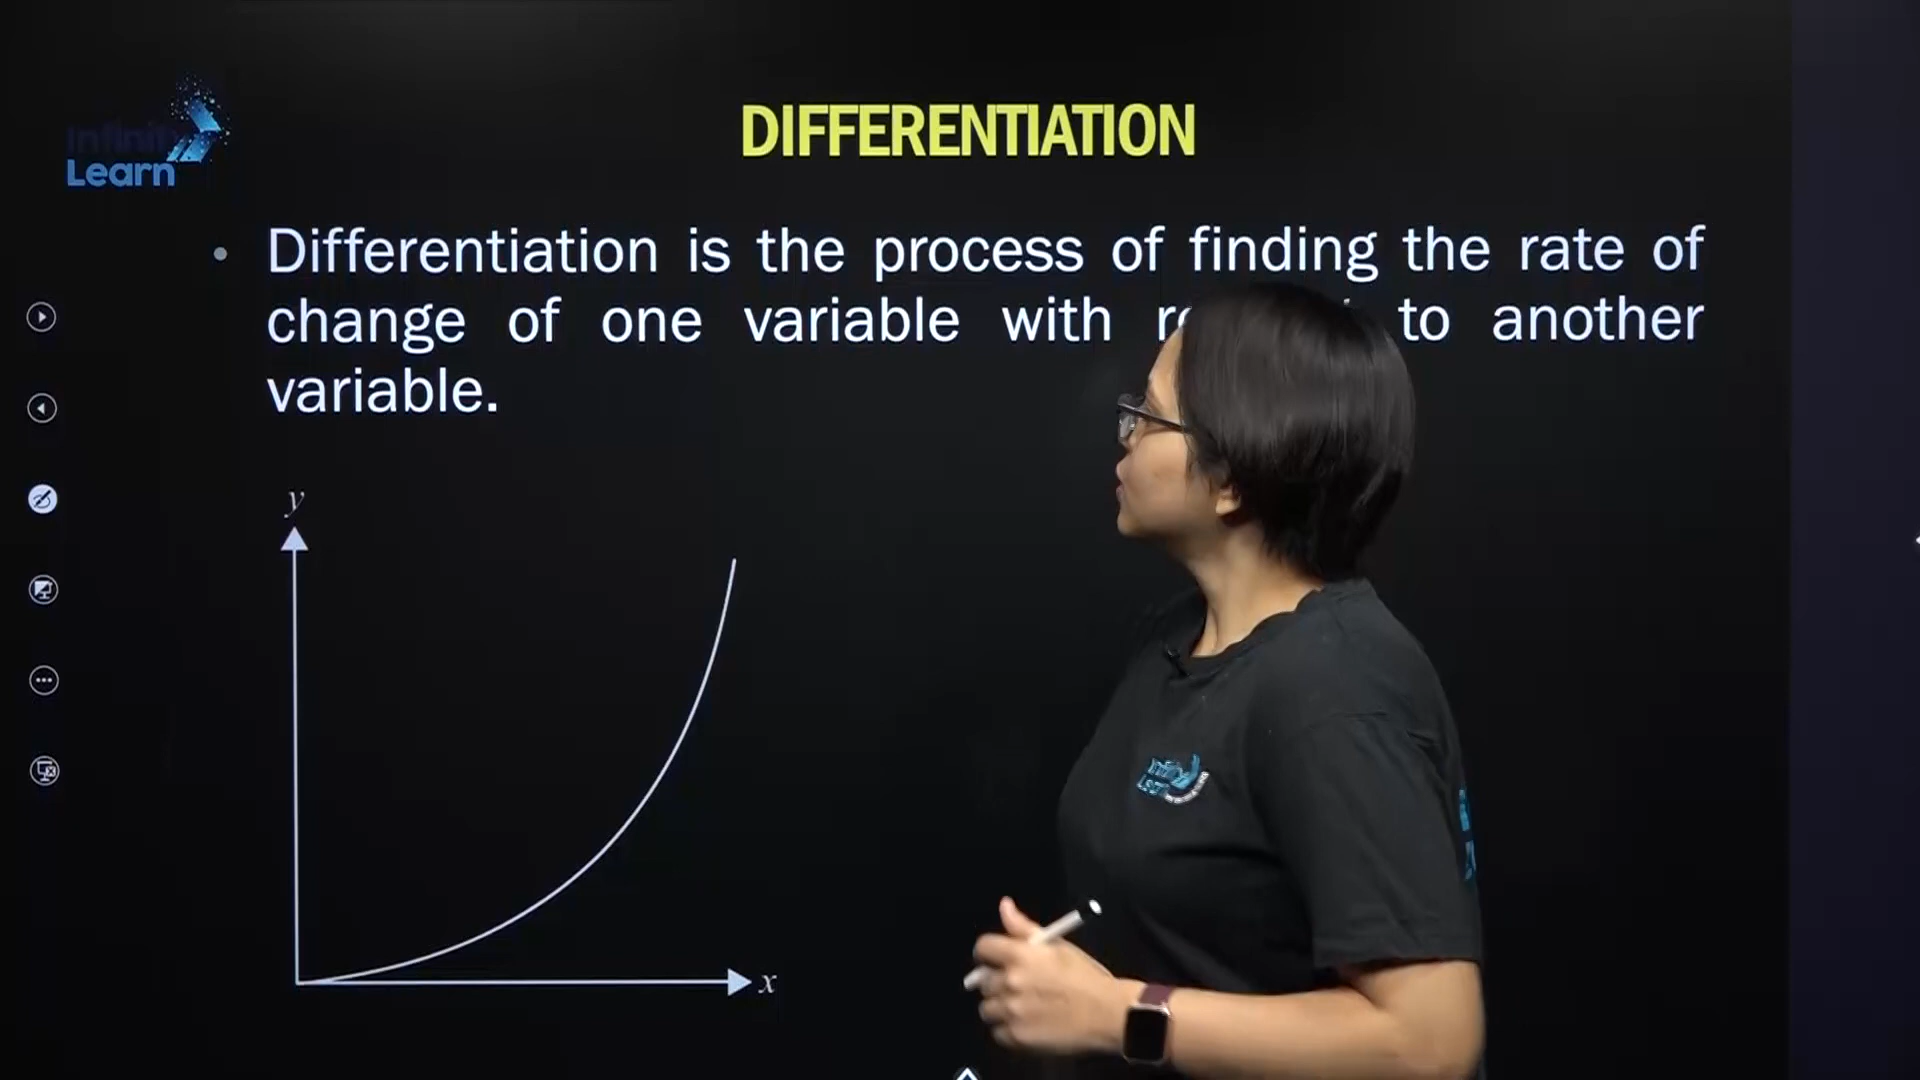 Infinity
Learn
DIFFERENTIATION
• Differentiation is the process of finding the rate of
change of one variable with to another
variable.
y
x